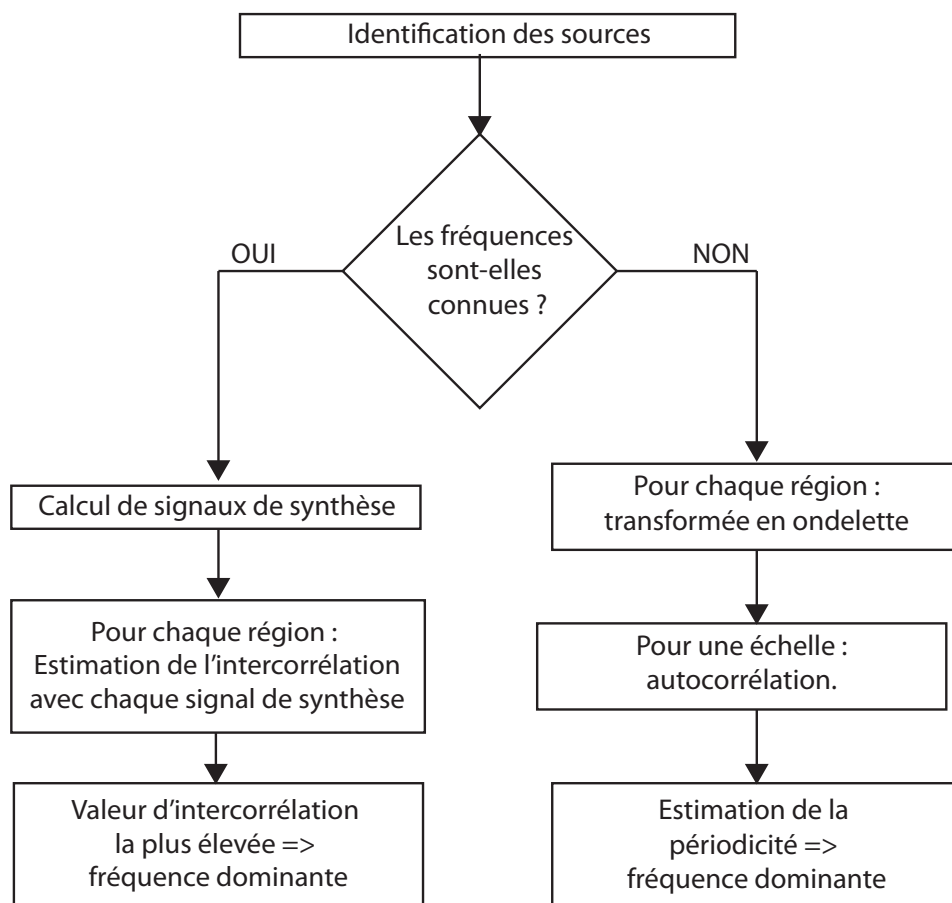 Identification des sources
Les fréquences
sont-elles
connues ?
OUI
NON
Calcul de signaux de synthèse
Pour chaque région :
Estimation de l'intercorrélation
avec chaque signal de synthèse
Valeur d'intercorrélation
la plus élevée =>
fréquence dominante
Pour chaque région :
transformée en ondelette
Pour une échelle :
autocorrélation.
Estimation de la
périodicité =>
fréquence dominante